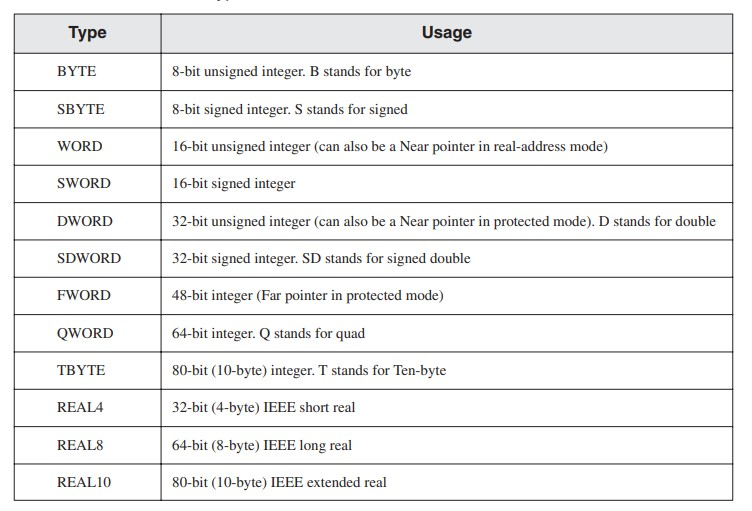 Type Usage
BYTE 8-bit unsigned integer. B stands for byte
SBYTE 8-bit signed integer. S stands for signed
WORD 16-bit unsigned integer (can also be a Near pointer in real-address mode)
SWORD 16-bit signed integer
DWORD 32-bit unsigned integer (can also be a Near pointer in protected mode). D stands for double
SDWORD 32-bit signed integer. SD stands for signed double
FWORD 48-bit integer (Far pointer in protected mode)
QWORD 64-bit integer. Q stands for quad
TBYTE 80-bit (10-byte) integer. T stands for Ten-byte
REAL4 32-bit (4-byte) IEEE short real
REAL8 64-bit (8-byte) IEEE long real
REAL10 80-bit (10-byte) IEEE extended real